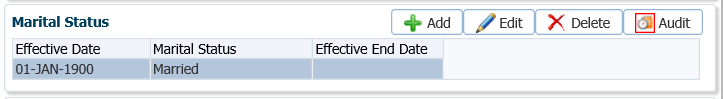 Marital Status Add Edit Delete Audit
Effective Date Marital Status Effective End Date
01-JAN-1900 Married